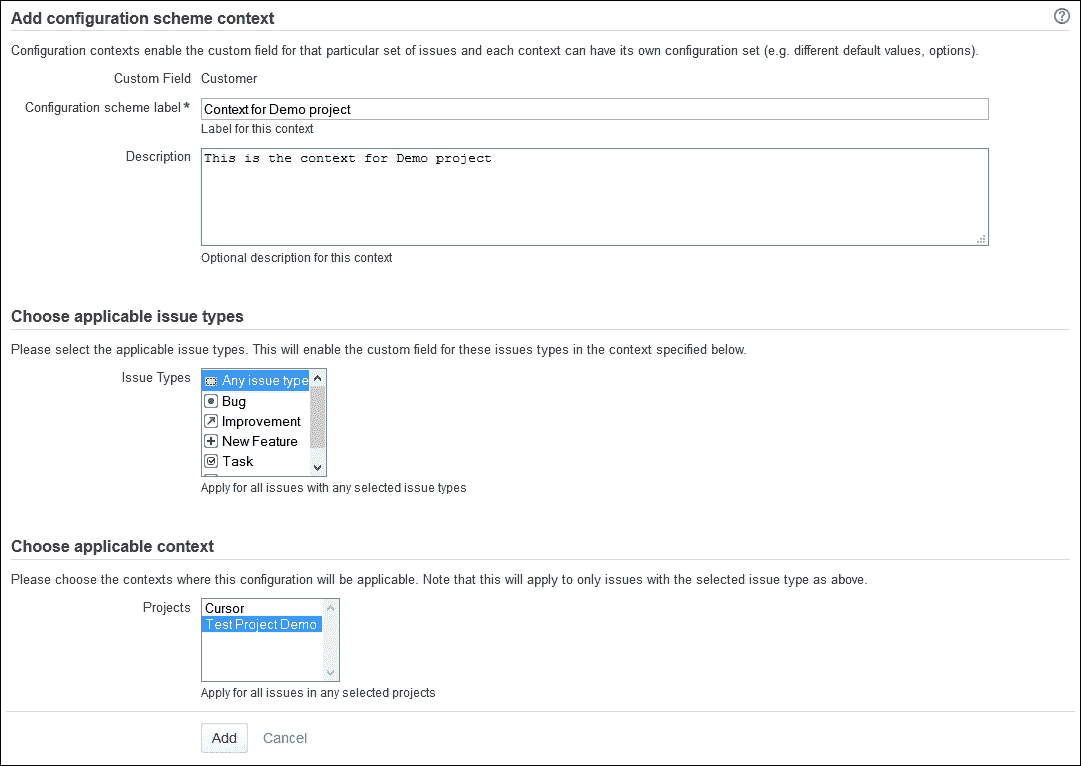 Add configuration scheme context
Configuration contexts enable the custom field for that particular set of issues and each context can have its own configuration set (e.g. different default values, options).
Custom Field Customer
Configuration scheme label* Context for Demo project
Label for this context
Description This is the context for Demo project
Optional description for this context
Choose applicable issue types
Please select the applicable issue types. This will enable the custom field for these issues types in the context specified below.
Issue Types Any issue type
Bug
Improvement
New Feature
Task
Apply for all issues with any selected issue types
Choose applicable context
Please choose the contexts where this configuration will be applicable. Note that this will apply to only issues with the selected issue type as above.
Projects Cursor
Test Project Demo
Apply for all issues in any selected projects
Add Cancel